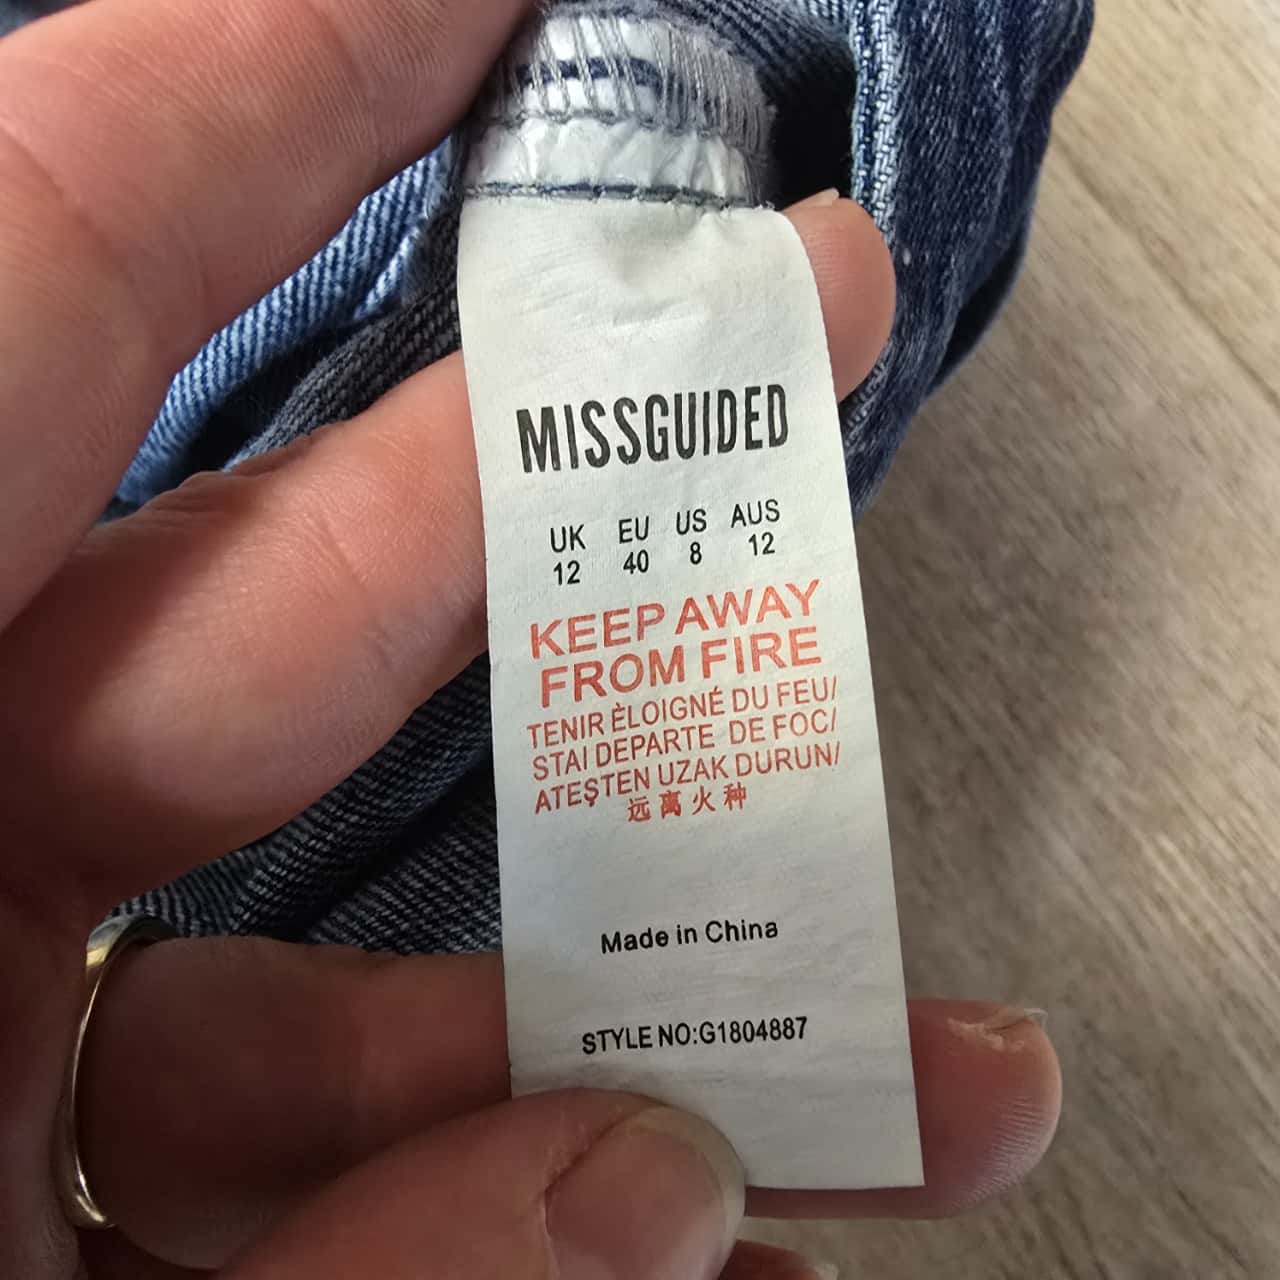 MISSGUIDED
UK EU US AUS
12 40 8 12
KEEP AWAY
FROM FIRE
TENIR ÈLOIGNÉ DU FEU/
STAI DEPARTE DE FOC/
ATEŞTEN UZAK DURUN/
远离火种
Made in China
STYLE NO:G1804887